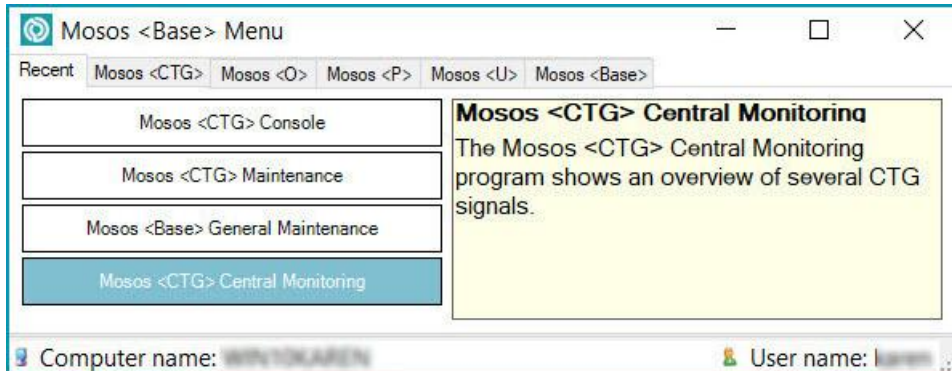 Mosos <Base> Menu
Recent Mosos <CTG> Mosos <O> Mosos <P> Mosos <U> Mosos <Base>
Mosos <CTG> Console
Mosos <CTG> Maintenance
Mosos <Base> General Maintenance
Mosos <CTG> Central Monitoring
Mosos <CTG> Central Monitoring
The Mosos <CTG> Central Monitoring
program shows an overview of several CTG
signals.
Computer name: User name: